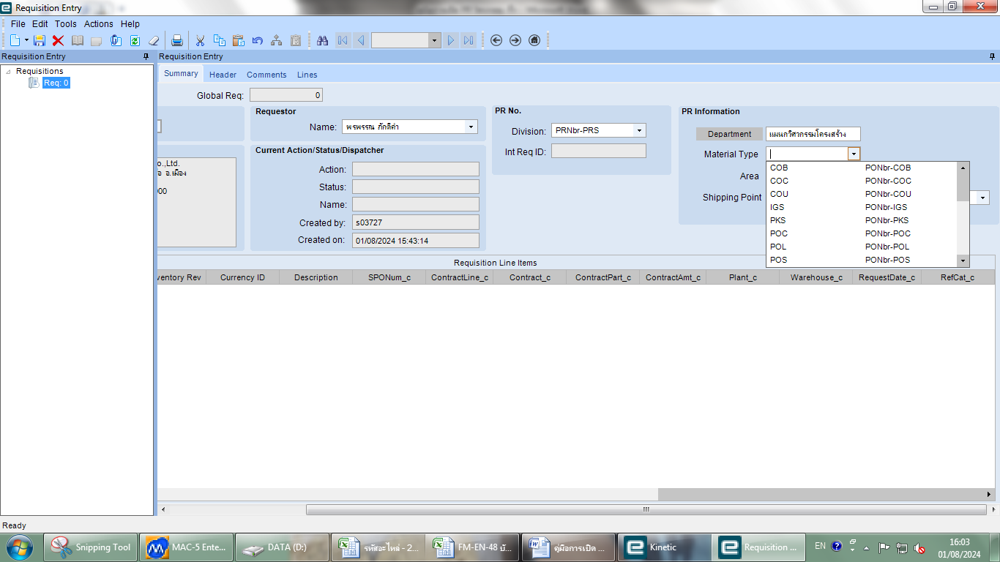 Requisition Entry
File Edit Tools Actions Help
Requisition Entry
Requisitions
Req: 0
Requisition Entry
Summary Header Comments Lines
Global Req: 0
o.,Ltd.
อ อ.เมือง
000
Requestor
Name: พรพรรณ ภักดีคำ
Current Action/Status/Dispatcher
Action:
Status:
Name:
Created by: s03727
Created on: 01/08/2024 15:43:14
PR No.
Division: PRNbr-PRS
Int Req ID:
PR Information
Department แผนกวิศวกรรมโครงสร้าง
Material Type
Area
Shipping Point
COB PONbr-COB
COC PONbr-COC
COU PONbr-COU
IGS PONbr-IGS
PKS PONbr-PKS
POC PONbr-POC
POL PONbr-POL
POS PONbr-POS
Requisition Line Items
ventory Rev Currency ID Description SPONum_c ContractLine_c Contract_c ContractPart_c ContractAmt_c Plant_c Warehouse_c RequestDate_c RefCat_c
Ready
Snipping Tool MAC-5 Ente... DATA (D:) รหัสอะไหล่ - 2... FM-EN-48 บั... คู่มือการเปิด ... Kinetic Requisition ... EN 16:03
01/08/2024